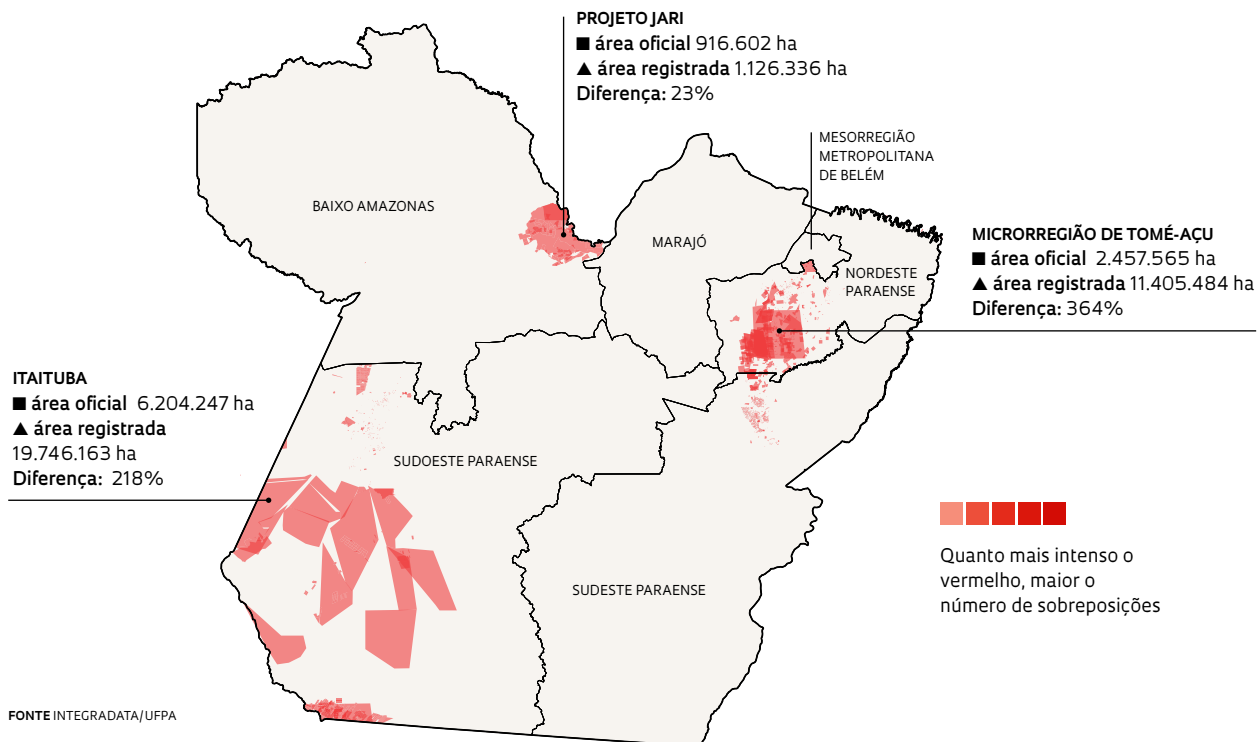 PROJETO JARI
■ área oficial 916.602 ha
▲ área registrada 1.126.336 ha
Diferença: 23%
MESORREGIÃO
METROPOLITANA
DE BELÉM
BAIXO AMAZONAS
MARAJÓ
MICRORREGIÃO DE TOMÉ-AÇU
■ área oficial 2.457.565 ha
▲ área registrada 11.405.484 ha
Diferença: 364%
NORDESTE
PARAENSE
ITAITUBA
■ área oficial 6.204.247 ha
▲ área registrada
19.746.163 ha
Diferença: 218%
SUDOESTE PARAENSE
SUDESTE PARAENSE
Quanto mais intenso o
vermelho, maior o
número de sobreposições
FONTE INTEGRADATA/UFPA